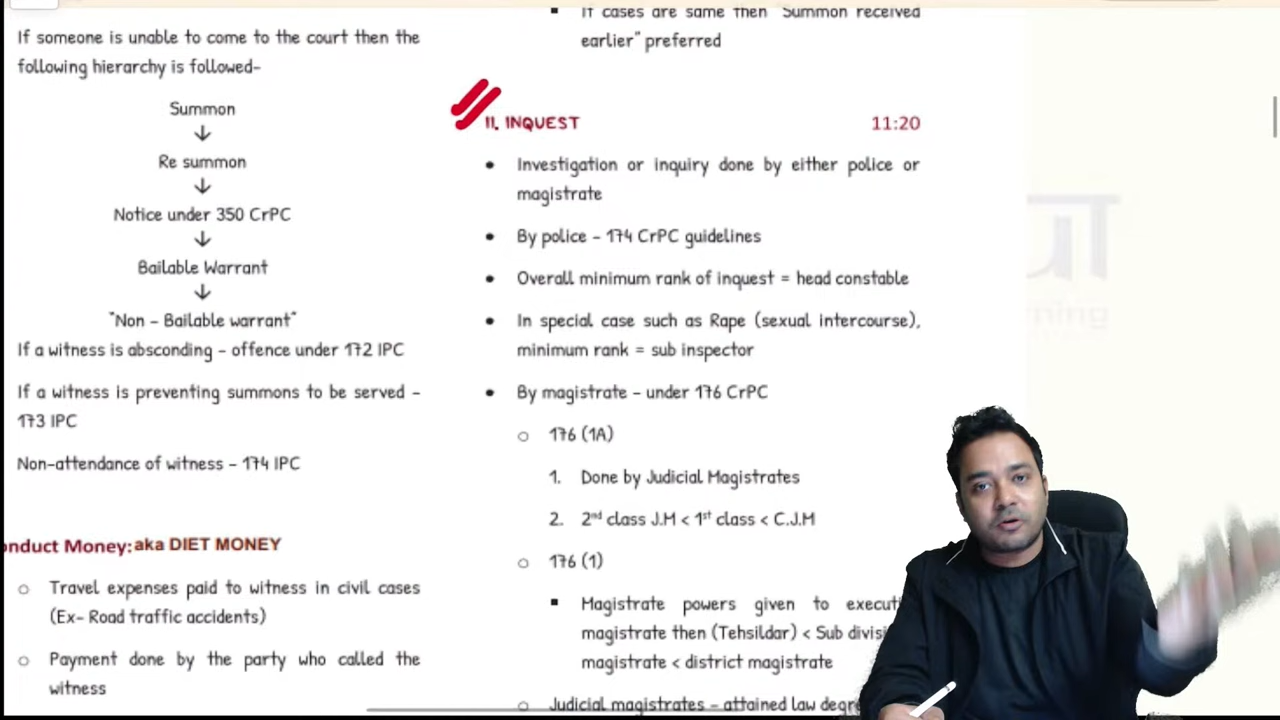 If someone is unable to come to the court then the
following hierarchy is followed-
Summon
↓
Re summon
↓
Notice under 350 CrPC
↓
Bailable Warrant
↓
"Non - Bailable warrant"
If a witness is absconding - offence under 172 IPC
If a witness is preventing summons to be served -
173 IPC
Non-attendance of witness - 174 IPC
onduct Money: aka DIET MONEY
○ Travel expenses paid to witness in civil cases
(Ex- Road traffic accidents)
○ Payment done by the party who called the
witness
▪ If cases are same then "Summon received
earlier" preferred
11. INQUEST 11:20
• Investigation or inquiry done by either police or
magistrate
• By police - 174 CrPC guidelines
• Overall minimum rank of inquest = head constable
• In special case such as Rape (sexual intercourse),
minimum rank = sub inspector
• By magistrate - under 176 CrPC
○ 176 (1A)
1. Done by Judicial Magistrates
2. 2nd class J.M < 1st class < C.J.M
○ 176 (1)
▪ Magistrate powers given to executi
magistrate then (Tehsildar) < Sub divisi
magistrate < district magistrate
○ Judicial magistrates - attained law degre